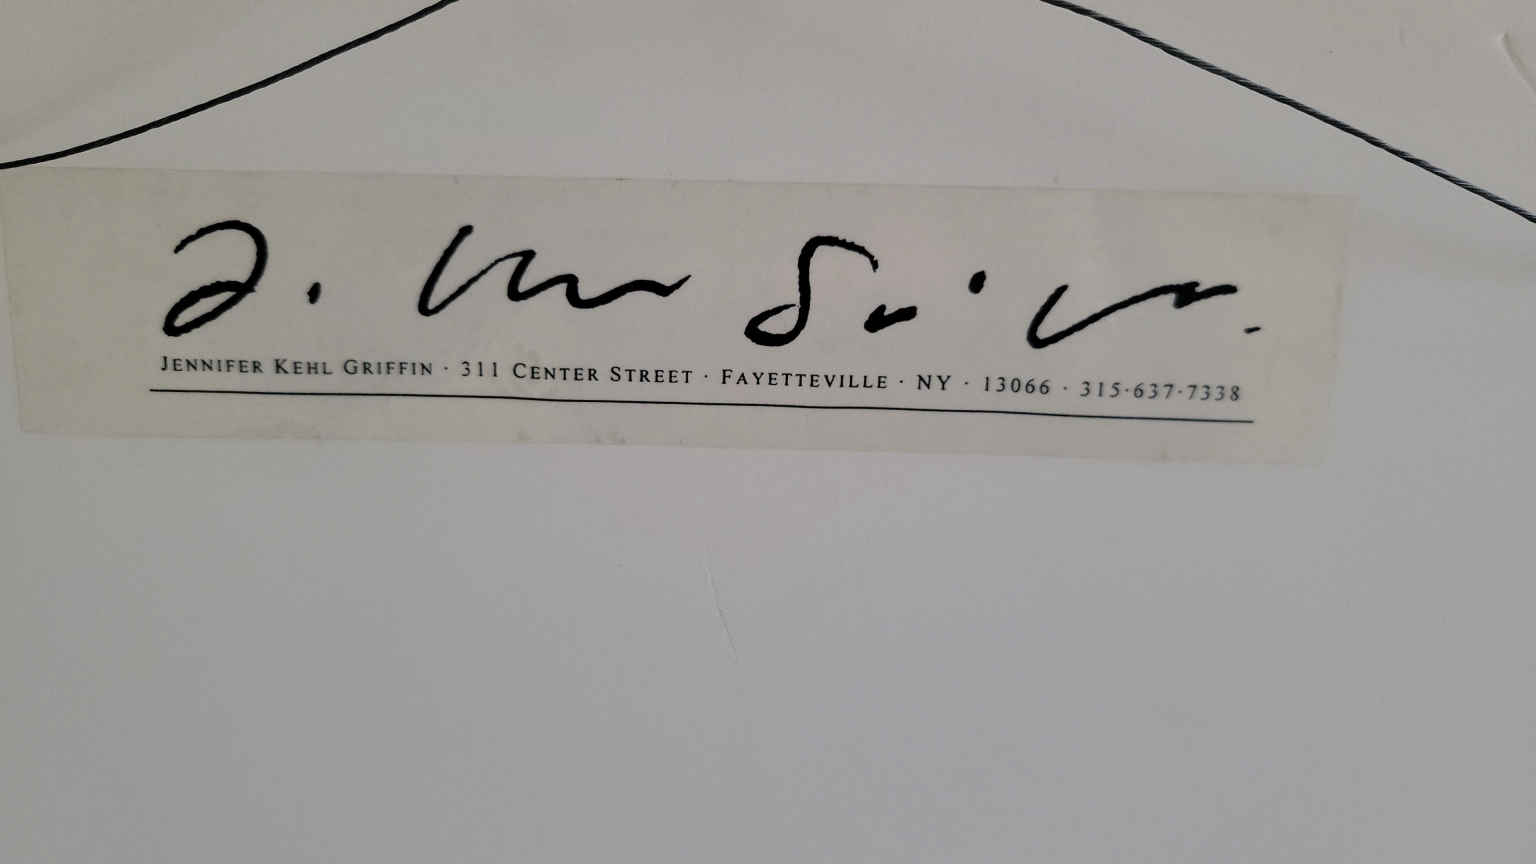 JENNIFER KEHL GRIFFIN · 311 CENTER STREET · FAYETTEVILLE · NY · 13066 · 315·637·7338